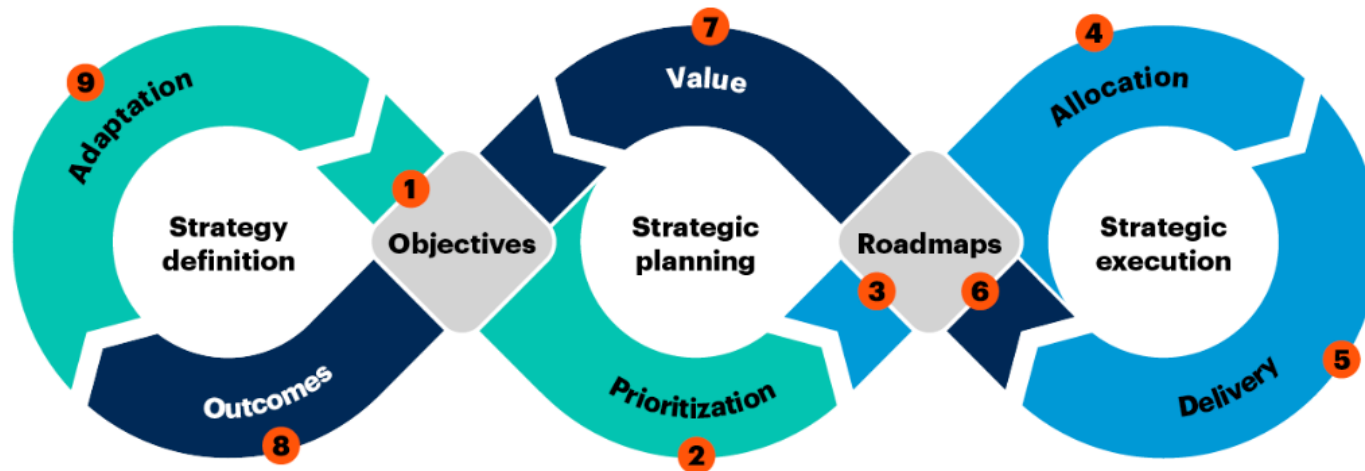 9
Adaptation
1
Strategy
definition
Objectives
Outcomes
8
7
Value
Strategic
planning
Prioritization
2
Roadmaps
3
6
4
Allocation
Strategic
execution
5
Delivery